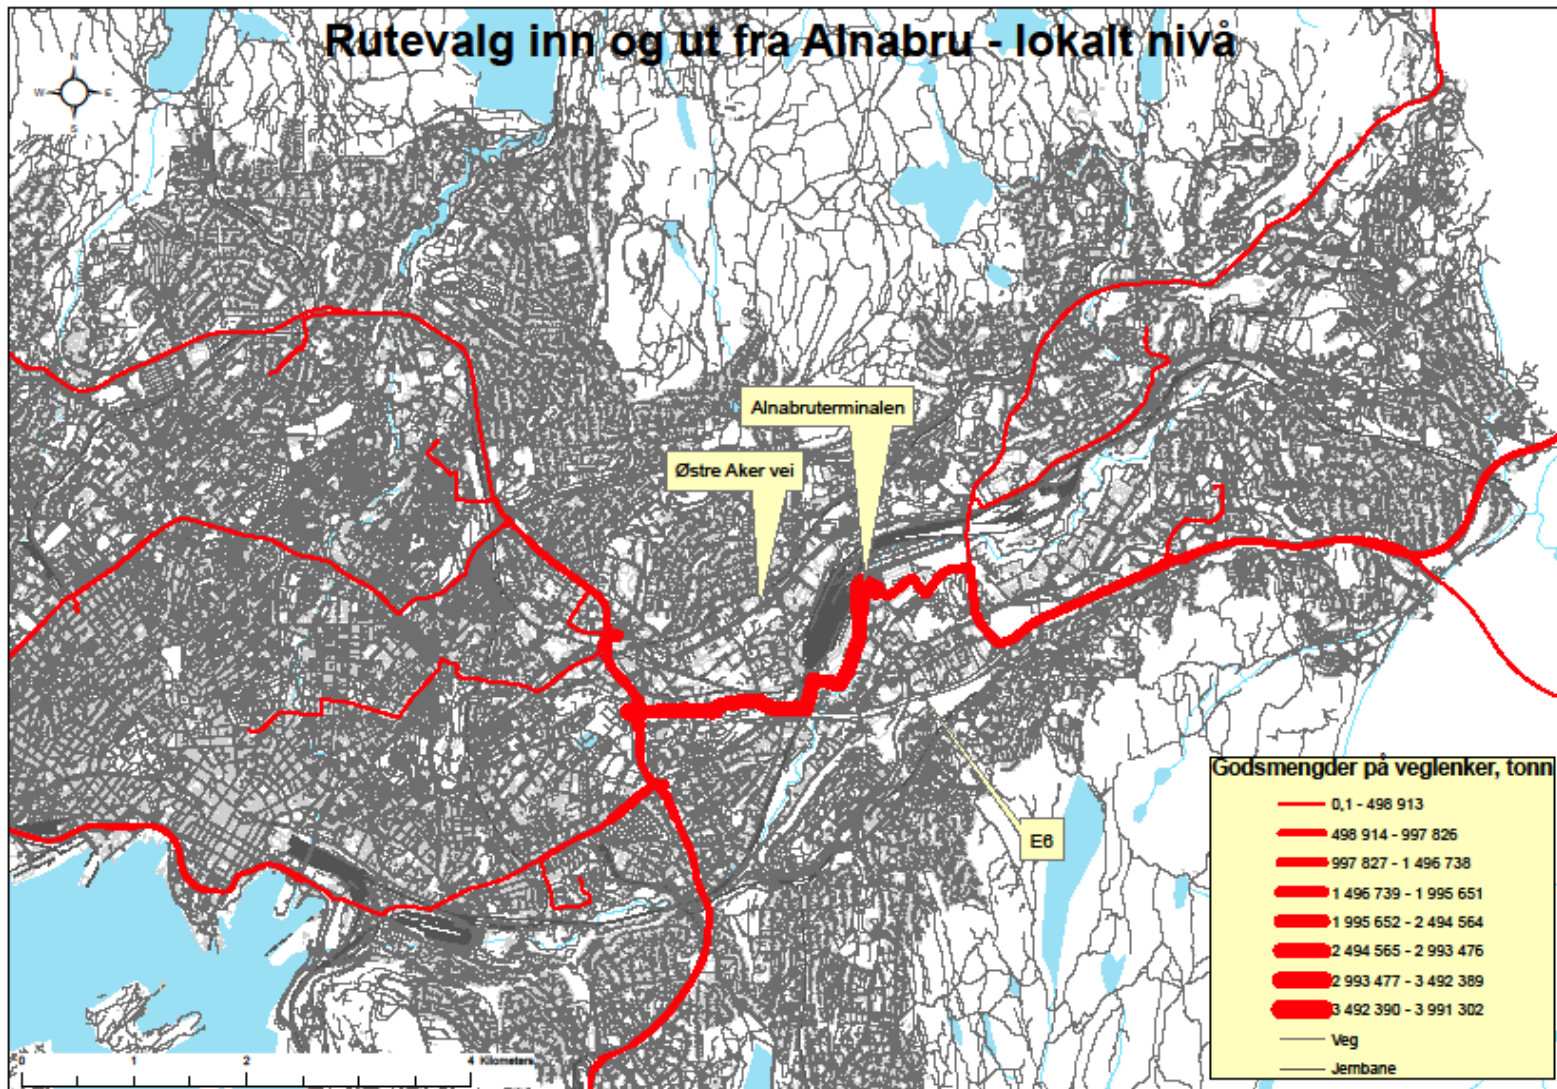 Rutevalg inn og ut fra Alnabru - lokalt nivå
N
W E
S
Alnabruterminalen
Østre Aker vei
E6
Godsmengder på veglenker, tonn
0,1 - 498 913
498 914 - 997 826
997 827 - 1 496 738
1 496 739 - 1 995 651
1 995 652 - 2 494 564
2 494 565 - 2 993 476
2 993 477 - 3 492 389
3 492 390 - 3 991 302
Veg
Jernbane
0 1 2 4 Kilometers